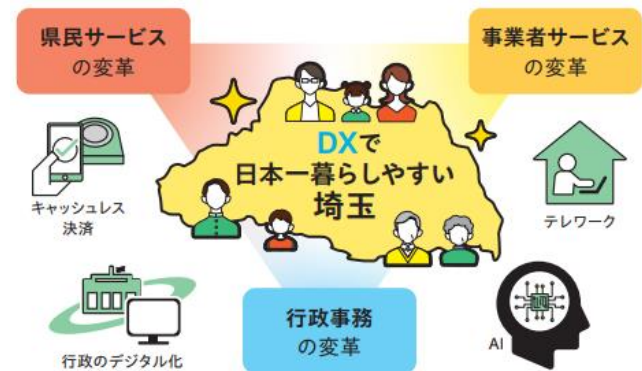 県民サービス
の変革
事業者サービス
の変革
DXで
日本一暮らしやすい
埼玉
キャッシュレス
決済
テレワーク
行政のデジタル化
行政事務
の変革
AI